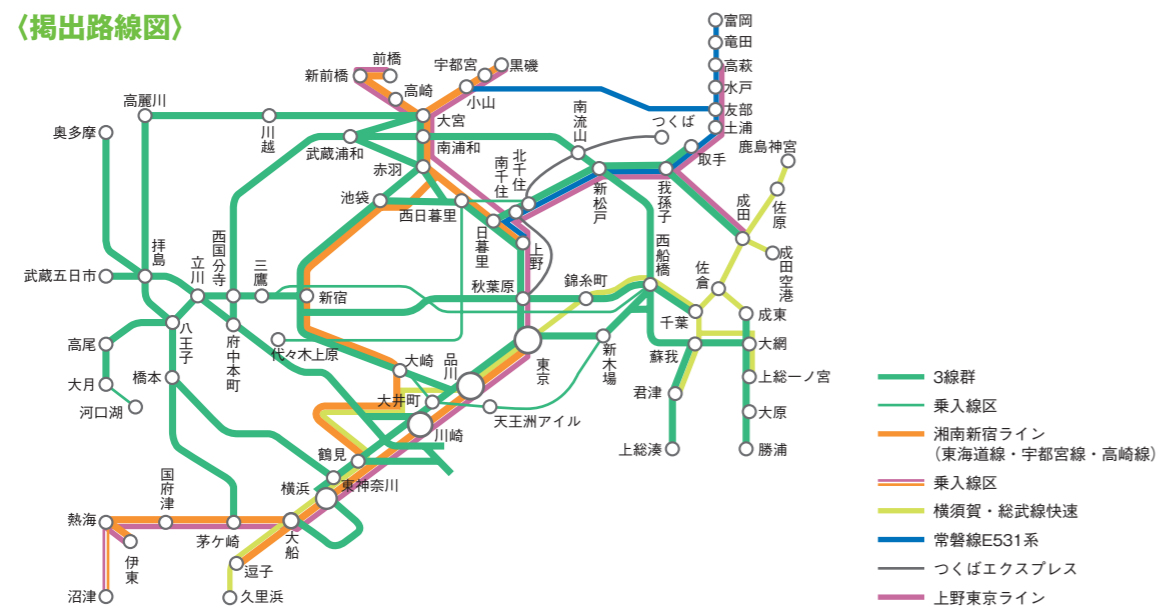 〈掲出路線図〉
富岡
竜田
高萩
水戸
友部
土浦
取手
鹿島神宮
佐原
成田
成田空港
前橋
新前橋
高崎
宇都宮
黒磯
小山
高麗川
川越
大宮
南浦和
武蔵浦和
赤羽
奥多摩
南流山
つくば
北千住
南千住
新松戸
我孫子
池袋
西日暮里
日暮里
上野
西船橋
佐倉
拝島
武蔵五日市
立川
西国分寺
三鷹
新宿
秋葉原
錦糸町
千葉
成東
八王子
府中本町
代々木上原
大崎
品川
東京
新木場
蘇我
大網
高尾
橋本
大月
河口湖
大井町
天王洲アイル
君津
上総一ノ宮
川崎
大原
鶴見
上総湊
勝浦
横浜
東神奈川
国府津
熱海
茅ケ崎
大船
伊東
逗子
沼津
久里浜
3線群
乗入線区
湘南新宿ライン
（東海道線・宇都宮線・高崎線）
乗入線区
横須賀・総武線快速
常磐線E531系
つくばエクスプレス
上野東京ライン